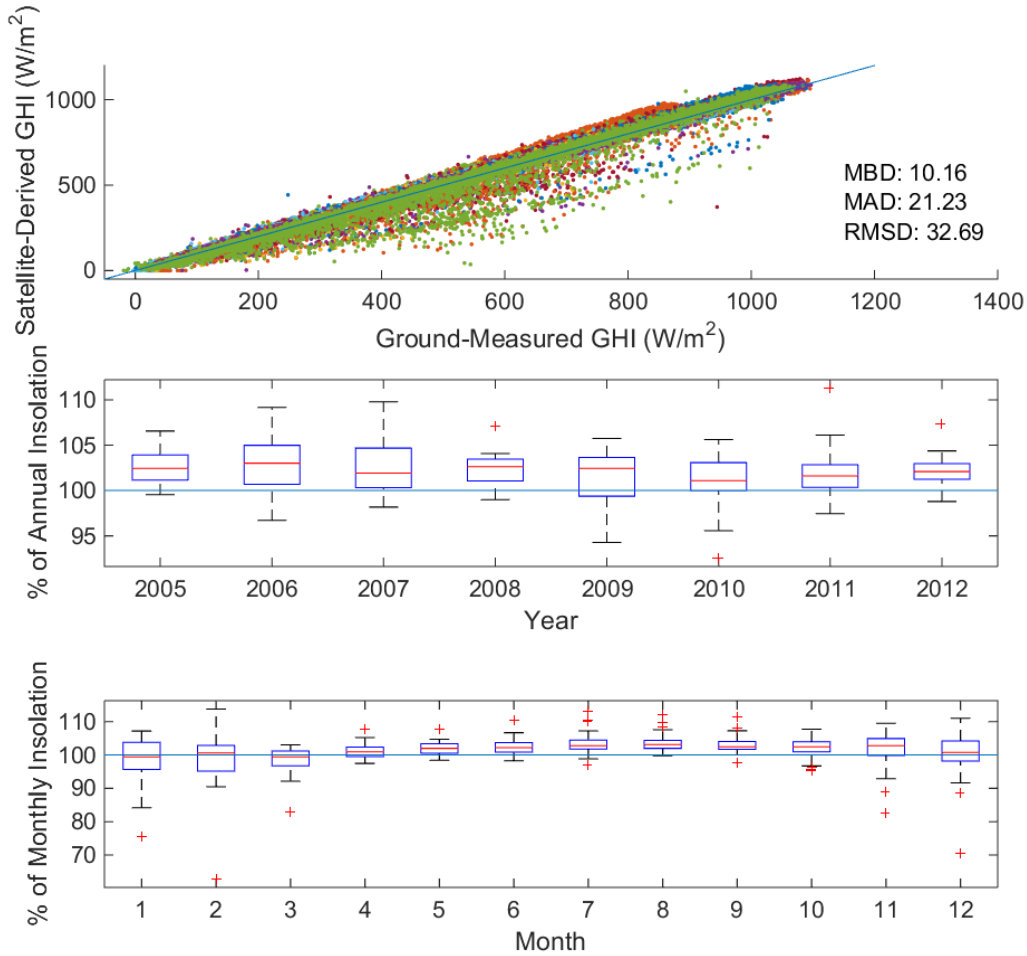 Satellite-Derived GHI (W/m²)
1000
500
0
MBD: 10.16
MAD: 21.23
RMSD: 32.69
0 200 400 600 800 1000 1200 1400
Ground-Measured GHI (W/m²)
% of Annual Insolation
110
105
100
95
2005 2006 2007 2008 2009 2010 2011 2012
Year
% of Monthly Insolation
110
100
90
80
70
1 2 3 4 5 6 7 8 9 10 11 12
Month